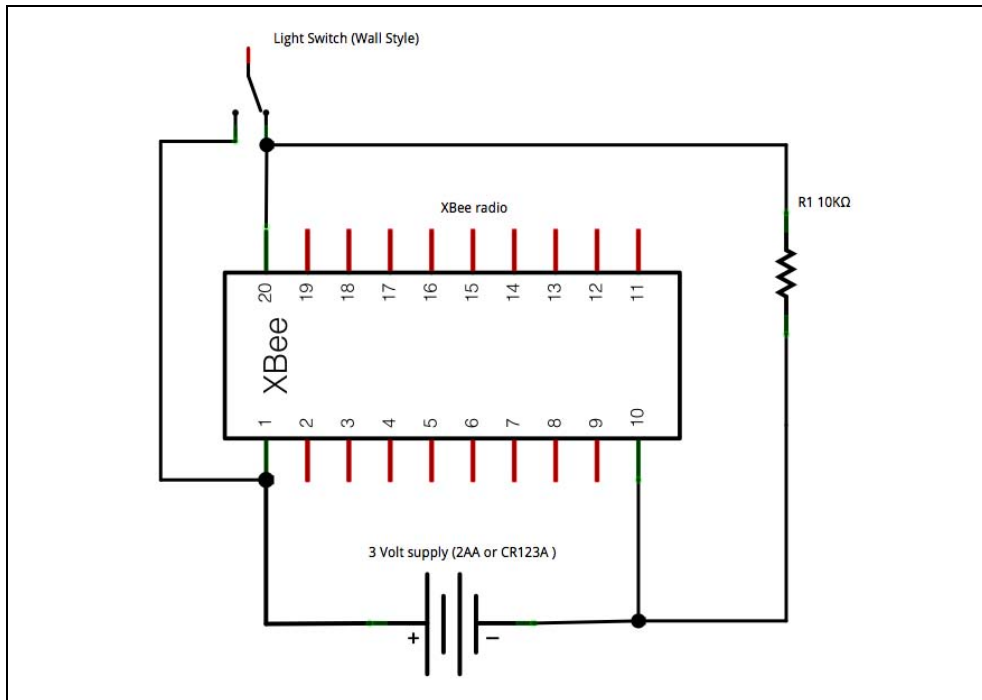 Light Switch (Wall Style)
R1 10KΩ
XBee radio
20 19 18 17 16 15 14 13 12 11
XBee
1 2 3 4 5 6 7 8 9 10
3 Volt supply (2AA or CR123A )
+ −